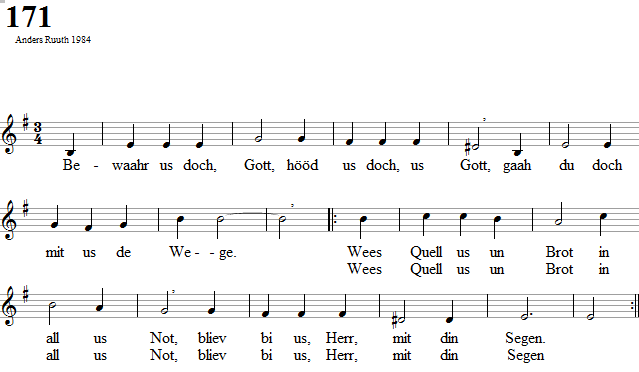 171
Anders Ruuth 1984
3
4
Be - waahr us doch, Gott, hööd us doch, us Gott, gaah du doch
mit us de We - - ge. Wees Quell us un Brot in
Wees Quell us un Brot in
all us Not, bliev bi us, Herr, mit din Segen.
all us Not, bliev bi us, Herr, mit din Segen